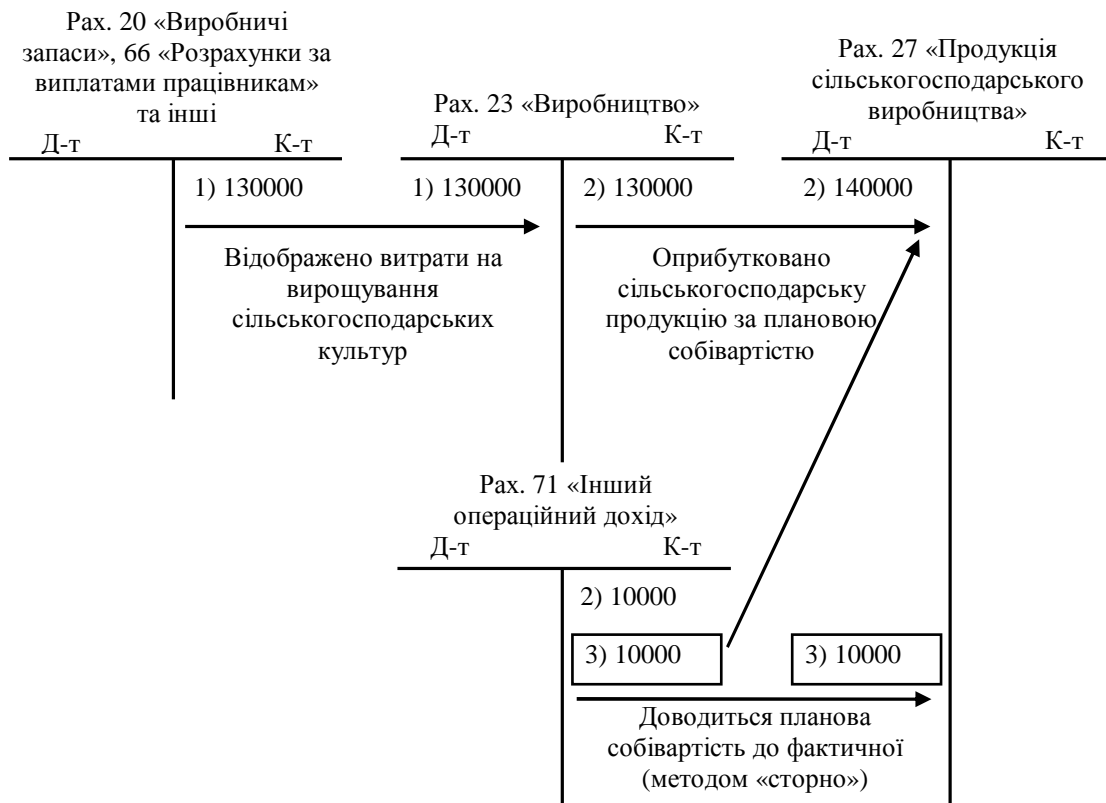 Рах. 20 «Виробничі
запаси», 66 «Розрахунки за
виплатами працівникам»
та інші
Д-т К-т
1) 130000
Рах. 23 «Виробництво»
Д-т К-т
1) 130000 2) 130000
Рах. 27 «Продукція
сільськогосподарського
виробництва»
Д-т К-т
2) 140000
Відображено витрати на
вирощування
сільськогосподарських
культур
Оприбутковано
сільськогосподарську
продукцію за плановою
собівартістю
Рах. 71 «Інший
операційний дохід»
Д-т К-т
2) 10000
3) 10000 3) 10000
Доводиться планова
собівартість до фактичної
(методом «сторно»)